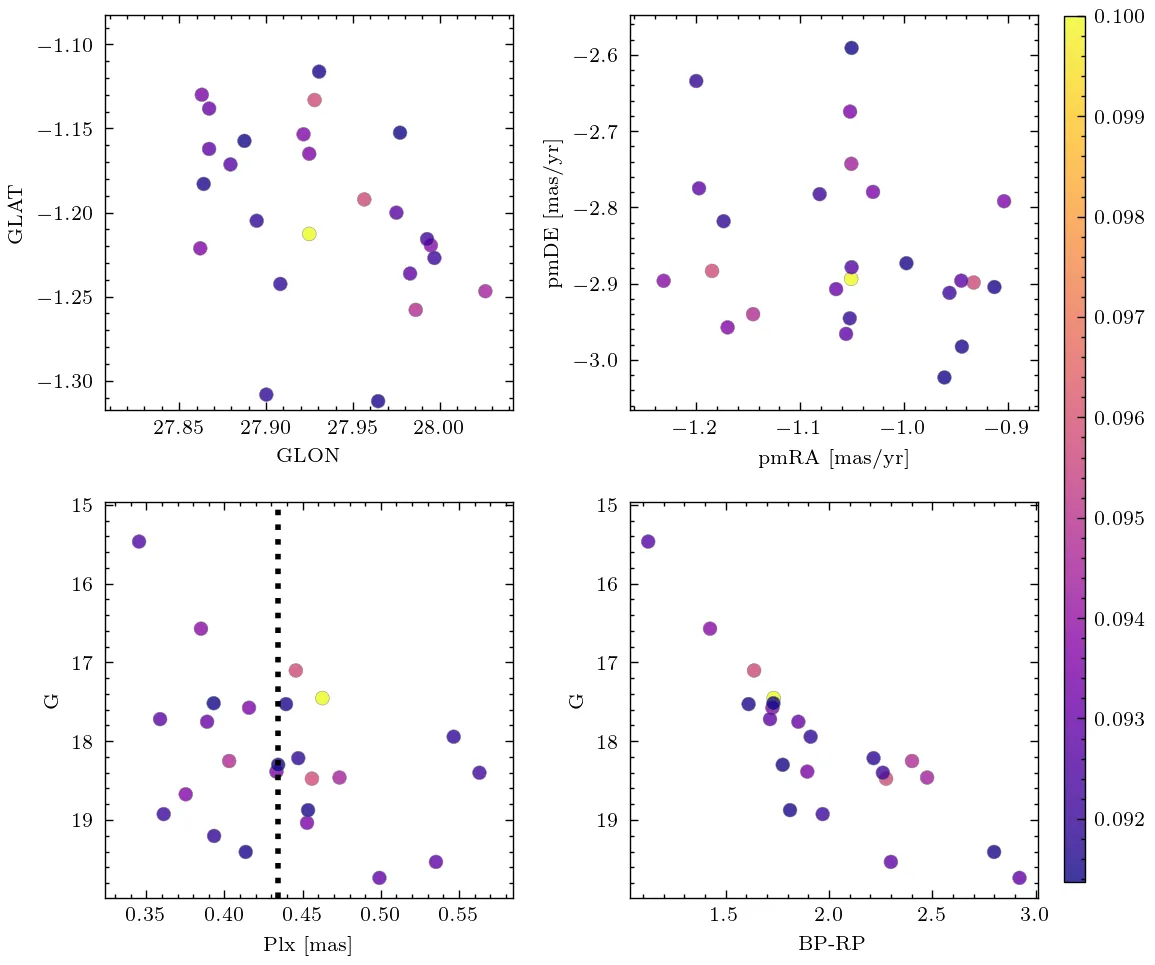 −1.10
−1.15
−1.20
−1.25
−1.30
GLAT
27.85 27.90 27.95 28.00
GLON
−2.6
−2.7
−2.8
−2.9
−3.0
pmDE [mas/yr]
−1.2 −1.1 −1.0 −0.9
pmRA [mas/yr]
15
16
17
18
19
G
0.35 0.40 0.45 0.50 0.55
Plx [mas]
15
16
17
18
19
G
1.5 2.0 2.5 3.0
BP-RP
0.100
0.099
0.098
0.097
0.096
0.095
0.094
0.093
0.092